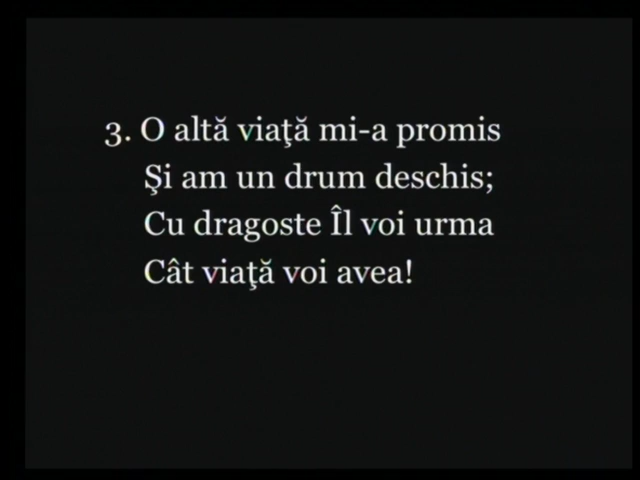 3. O altă viaţă mi-a promis
Şi am un drum deschis;
Cu dragoste Îl voi urma
Cât viaţă voi avea!